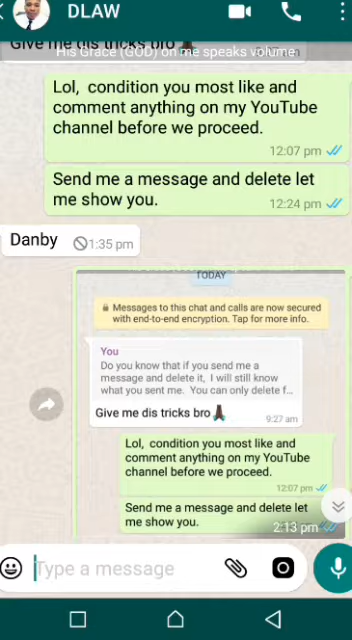 DLAW
Give me dis tricks bro
His Grace (GOD) on me speaks volume
Lol, condition you most like and
comment anything on my YouTube
channel before we proceed.
12:07 pm
Send me a message and delete let
me show you.
12:24 pm
Danby
1:35 pm
TODAY
Messages to this chat and calls are now secured
with end-to-end encryption. Tap for more info.
You
Do you know that if you send me a
message and delete it, I will still know
what you sent me. You can only delete f...
Give me dis tricks bro
9:27 am
Lol, condition you most like and
comment anything on my YouTube
channel before we proceed.
12:07 pm
Send me a message and delete let
me show you.
2:13 pm
Type a message